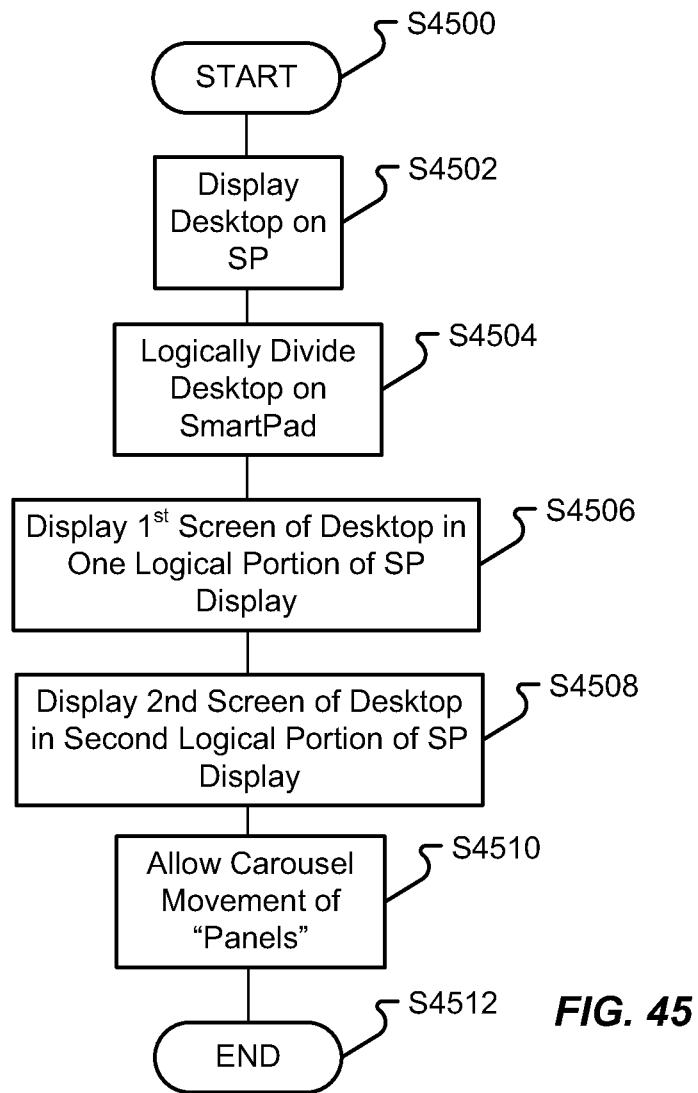 S4500
START
S4502
Display
Desktop on
SP
S4504
Logically Divide
Desktop on
SmartPad
S4506
Display 1st Screen of Desktop in
One Logical Portion of SP
Display
S4508
Display 2nd Screen of Desktop
in Second Logical Portion of SP
Display
S4510
Allow Carousel
Movement of
“Panels”
S4512
END
FIG. 45